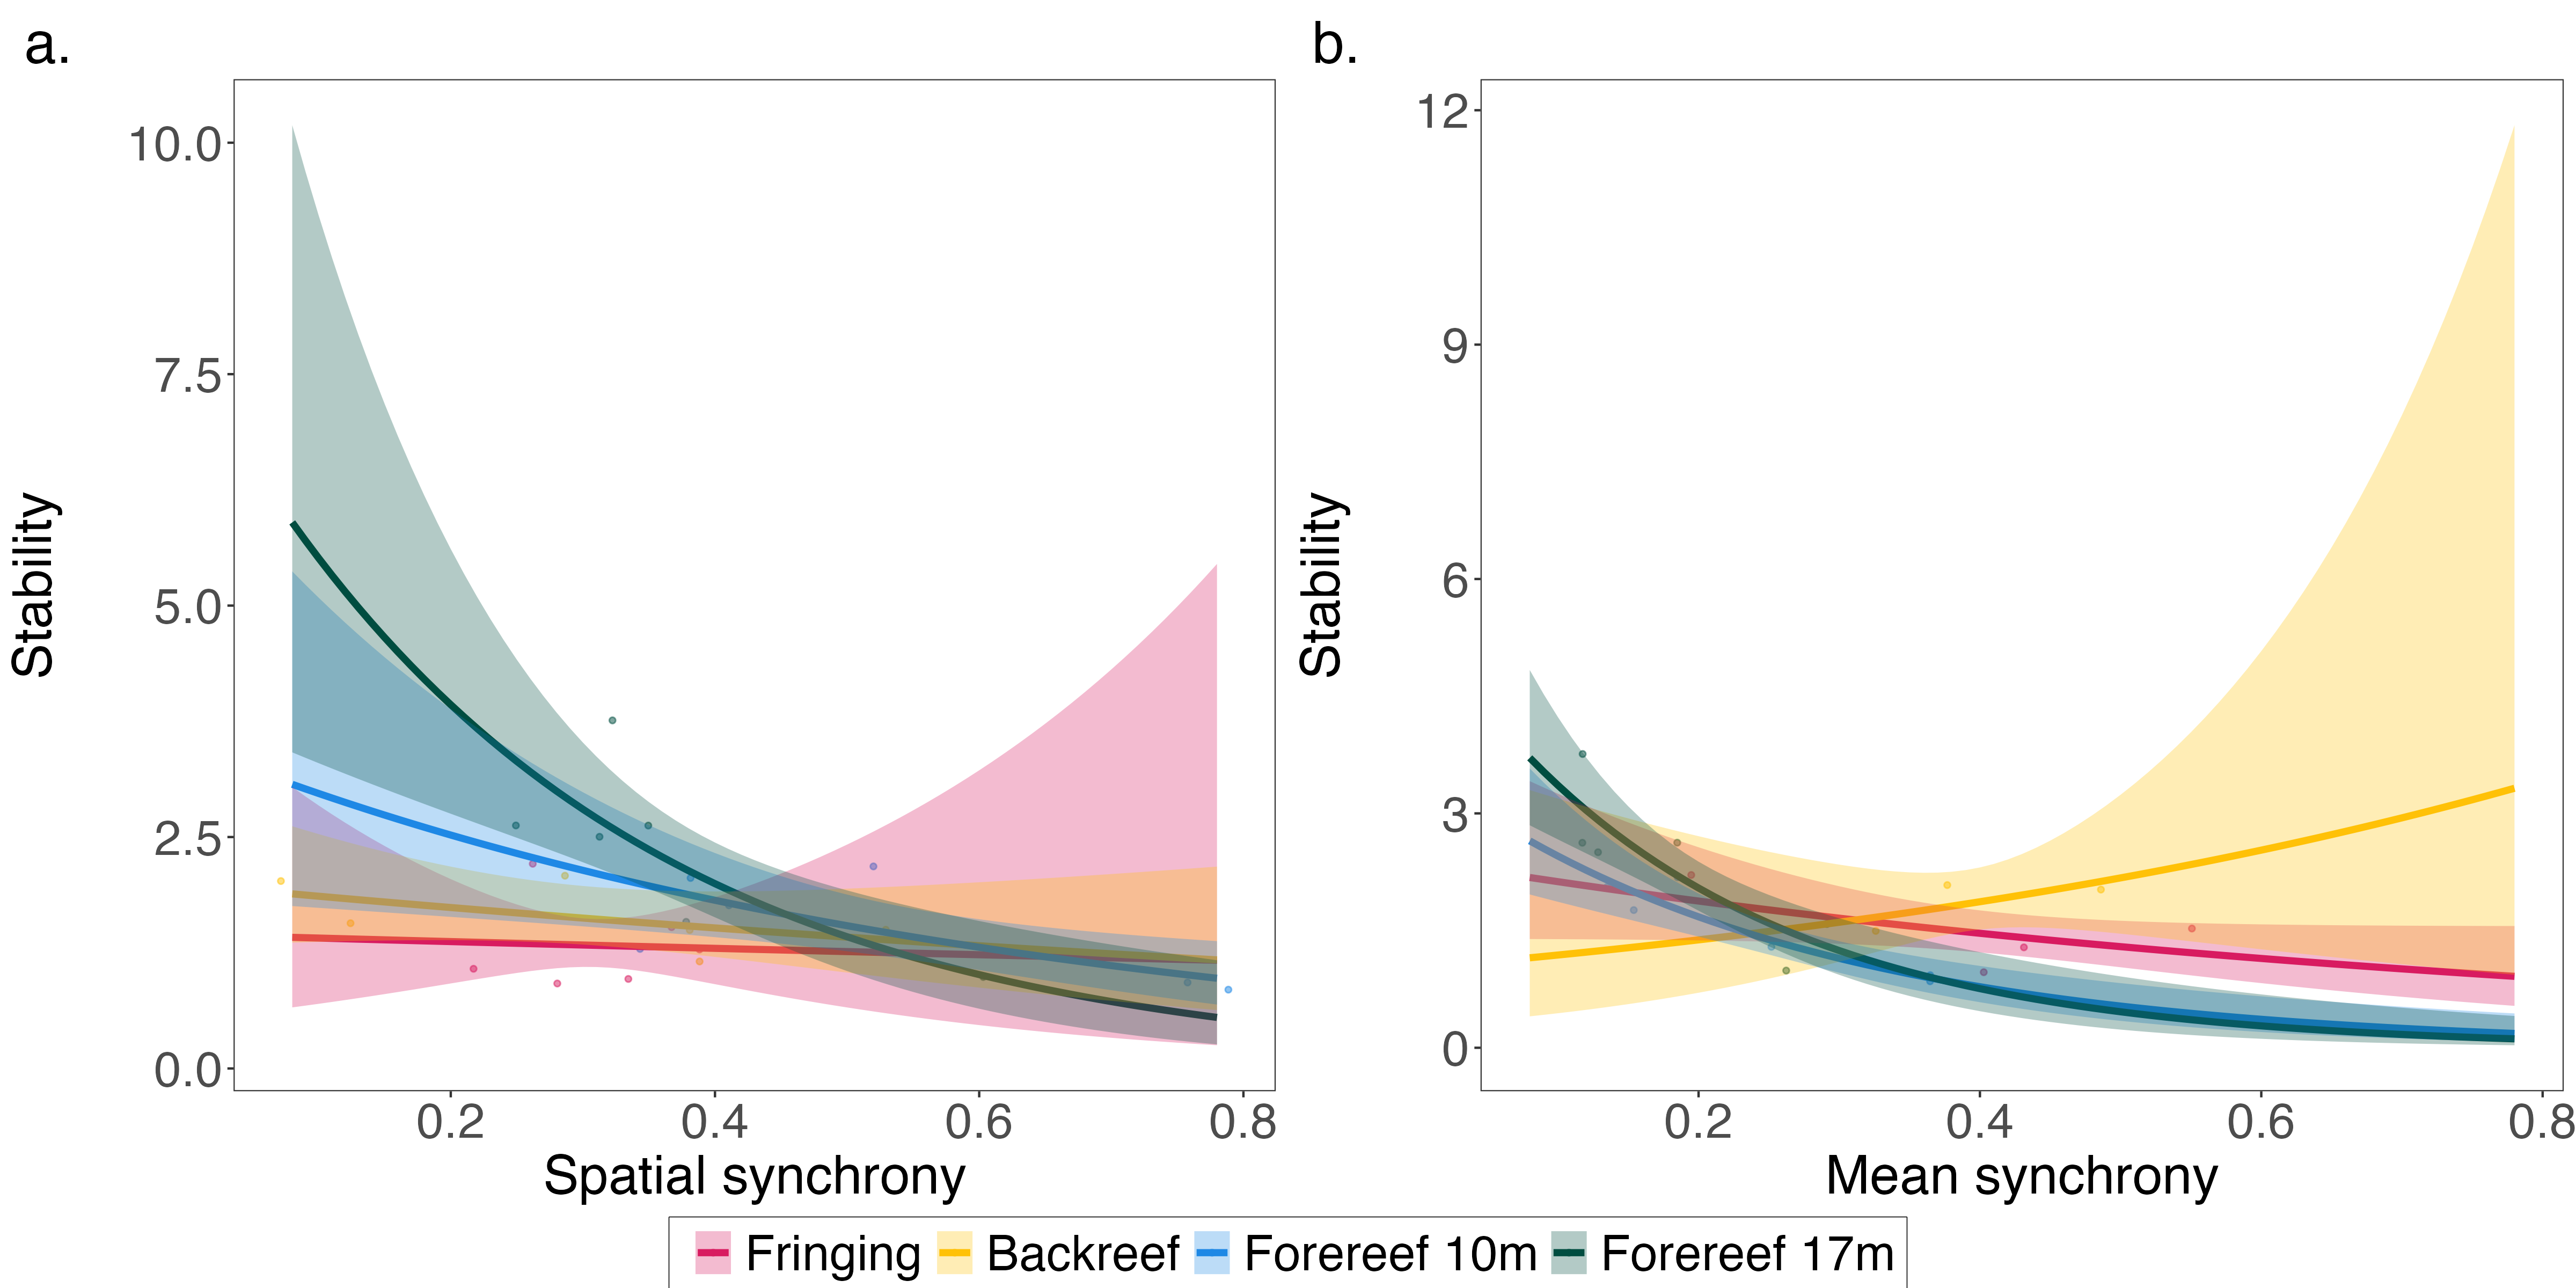 a.
b.
10.0
7.5
5.0
2.5
0.0
Stability
0.2 0.4 0.6 0.8
Spatial synchrony
12
9
6
3
0
Stability
0.2 0.4 0.6 0.8
Mean synchrony
Fringing Backreef Forereef 10m Forereef 17m